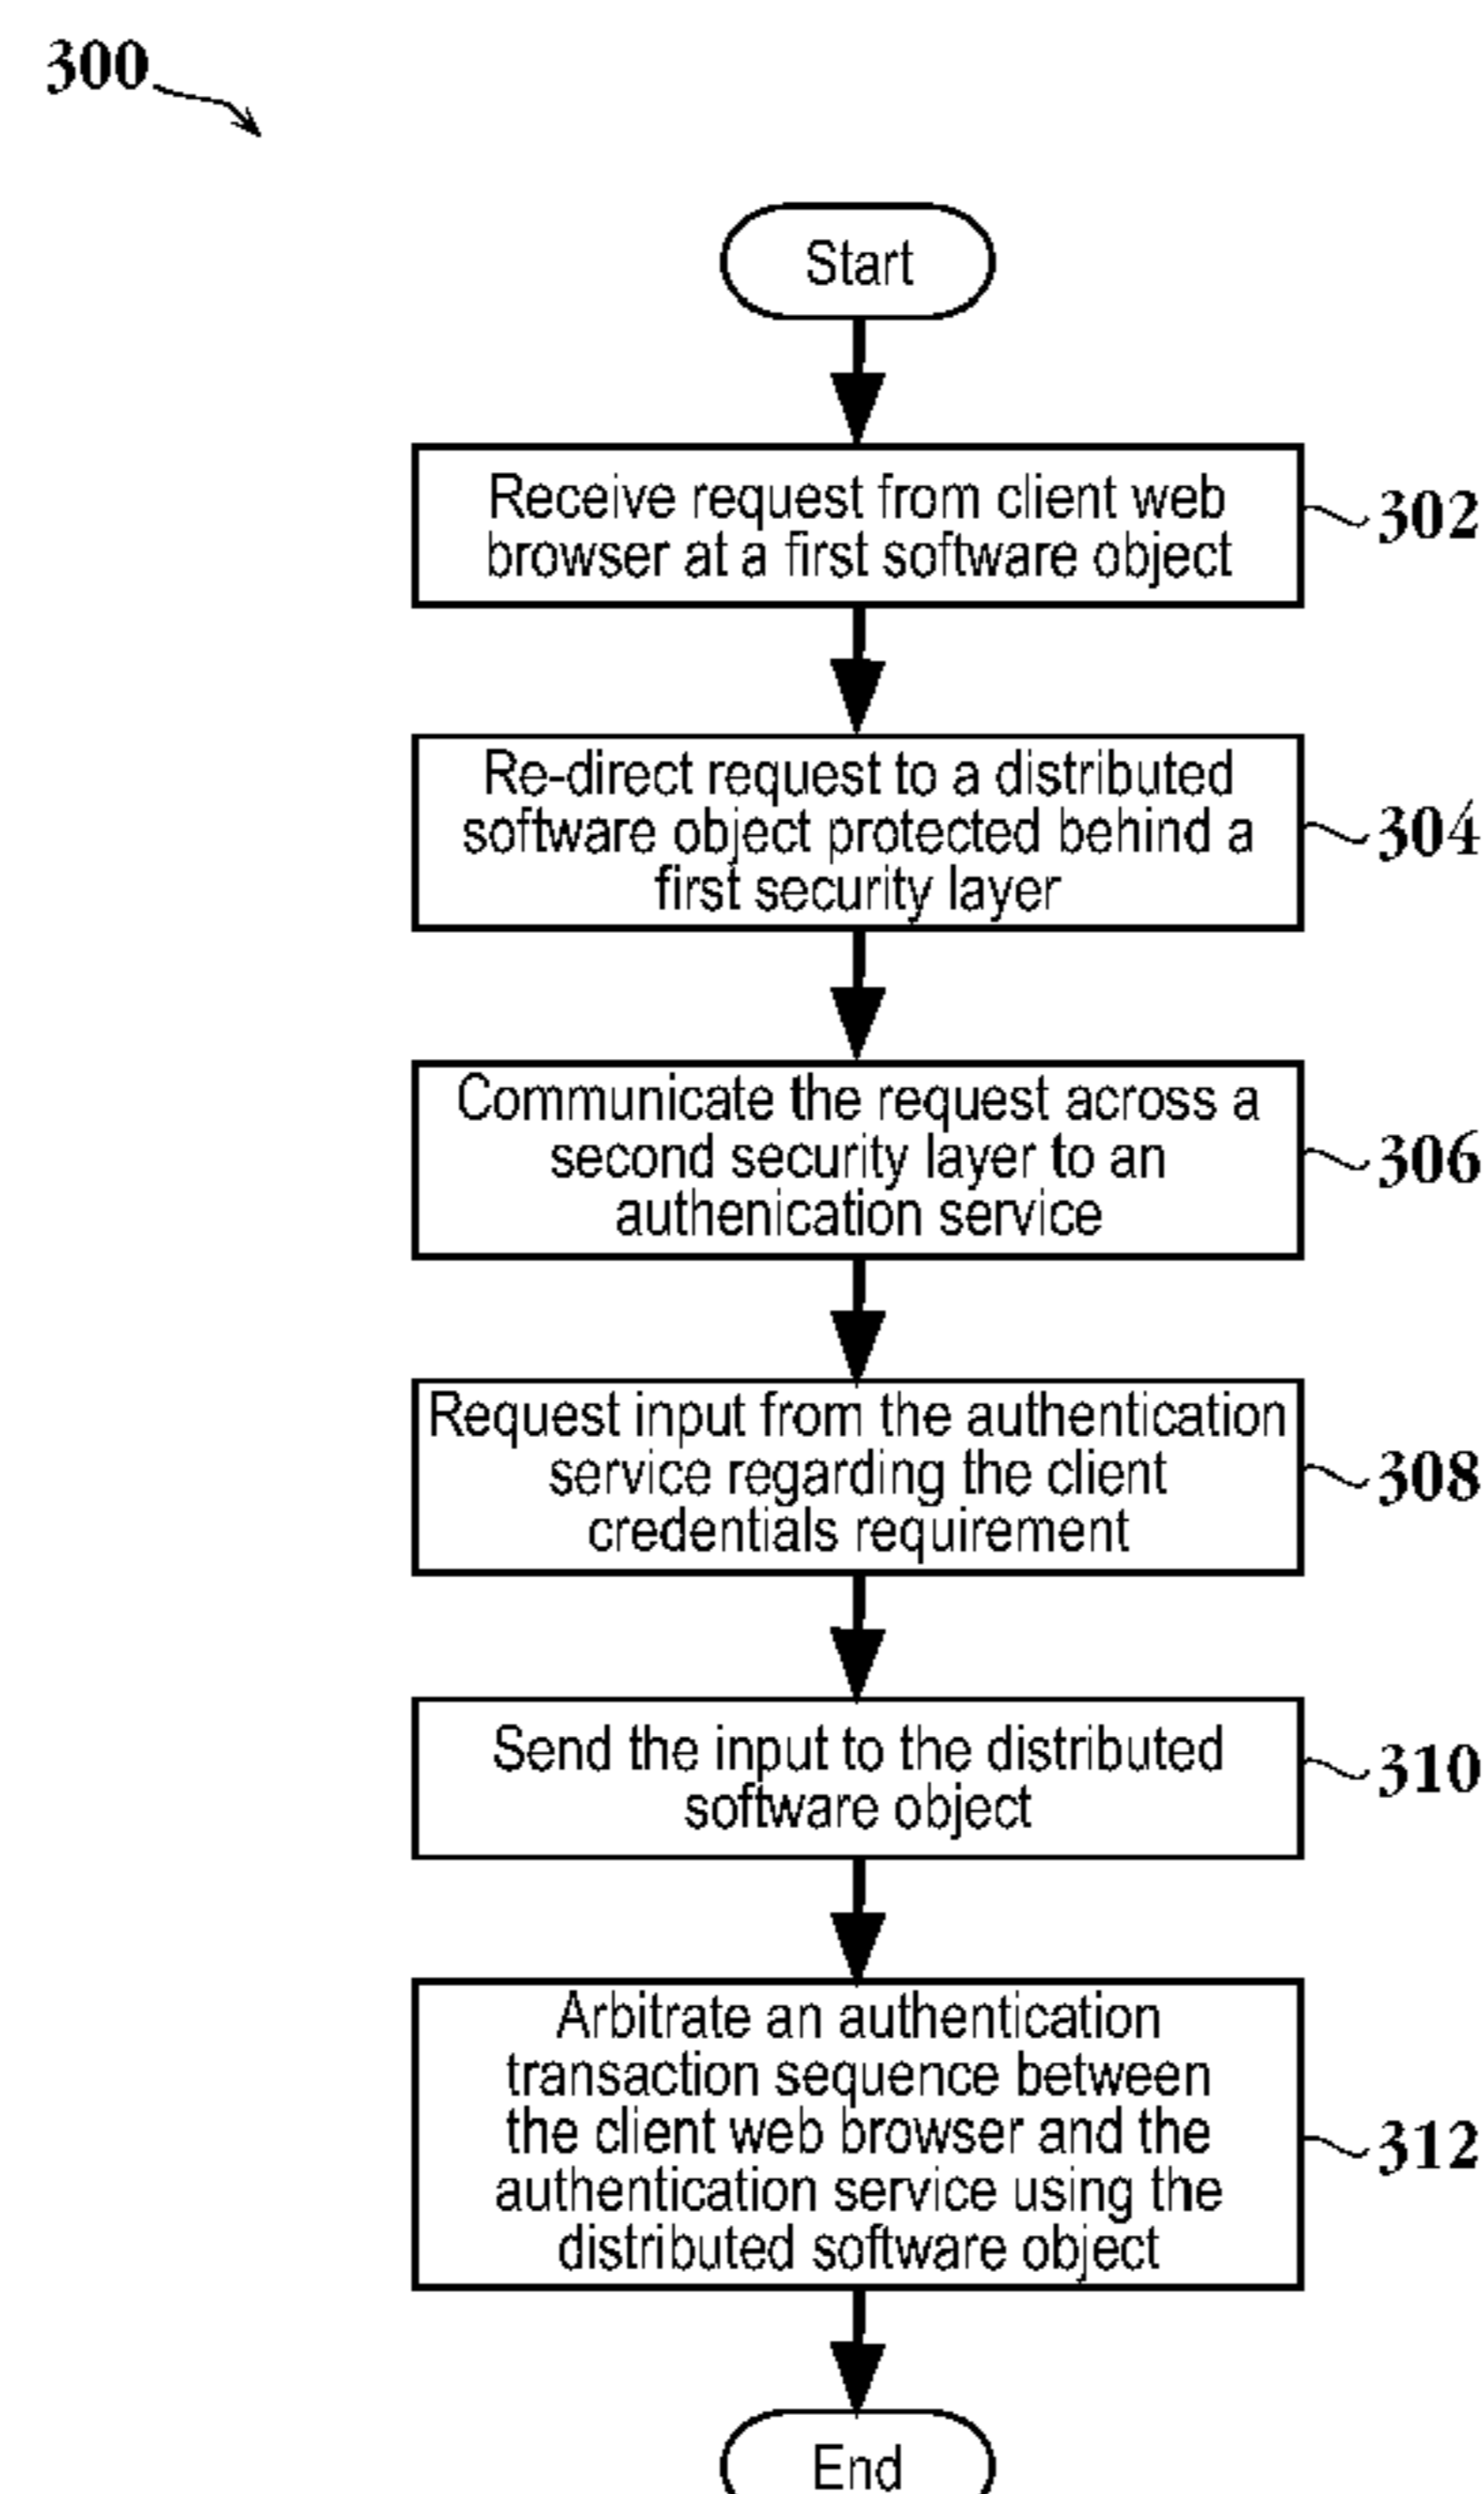 300
Start
Receive request from client web
browser at a first software object
302
Re-direct request to a distributed
software object protected behind a
first security layer
304
Communicate the request across a
second security layer to an
authenication service
306
Request input from the authentication
service regarding the client
credentials requirement
308
Send the input to the distributed
software object
310
Arbitrate an authentication
transaction sequence between
the client web browser and the
authentication service using the
distributed software object
312
End